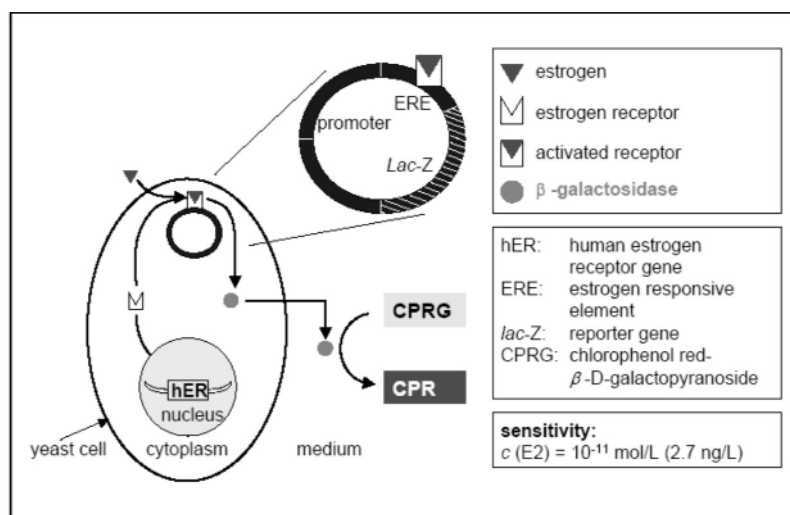 ERE
promoter
Lac-Z
hER
nucleus
yeast cell
cytoplasm
medium
CPRG
CPR
estrogen
estrogen receptor
activated receptor
β -galactosidase
hER: human estrogen
receptor gene
ERE: estrogen responsive
element
lac-Z: reporter gene
CPRG: chlorophenol red-
β-D-galactopyranoside
sensitivity:
c (E2) = 10⁻¹¹ mol/L (2.7 ng/L)